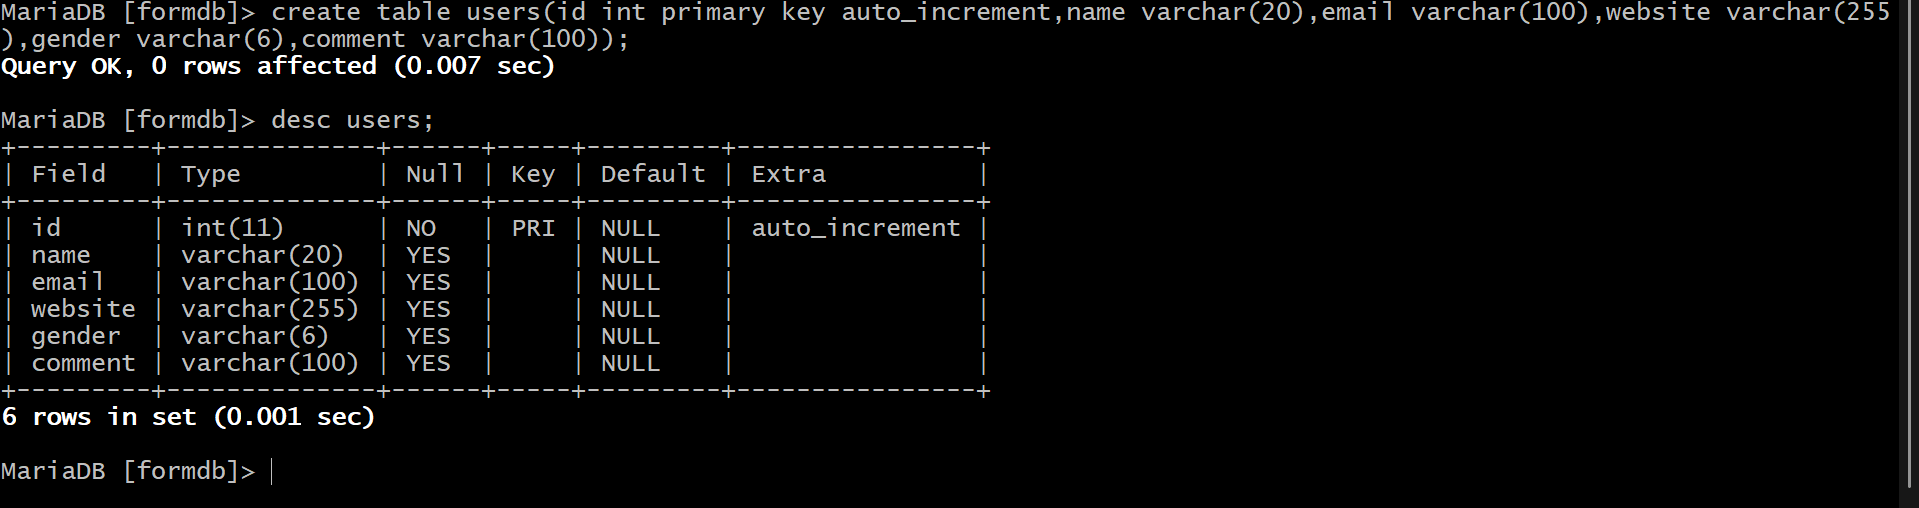 MariaDB [formdb]> create table users(id int primary key auto_increment,name varchar(20),email varchar(100),website varchar(255
),gender varchar(6),comment varchar(100));
Query OK, 0 rows affected (0.007 sec)

MariaDB [formdb]> desc users;
+---------+--------------+------+-----+---------+----------------+
| Field   | Type         | Null | Key | Default | Extra          |
+---------+--------------+------+-----+---------+----------------+
| id      | int(11)      | NO   | PRI | NULL    | auto_increment |
| name    | varchar(20)  | YES  |     | NULL    |                |
| email   | varchar(100) | YES  |     | NULL    |                |
| website | varchar(255) | YES  |     | NULL    |                |
| gender  | varchar(6)   | YES  |     | NULL    |                |
| comment | varchar(100) | YES  |     | NULL    |                |
+---------+--------------+------+-----+---------+----------------+
6 rows in set (0.001 sec)

MariaDB [formdb]>